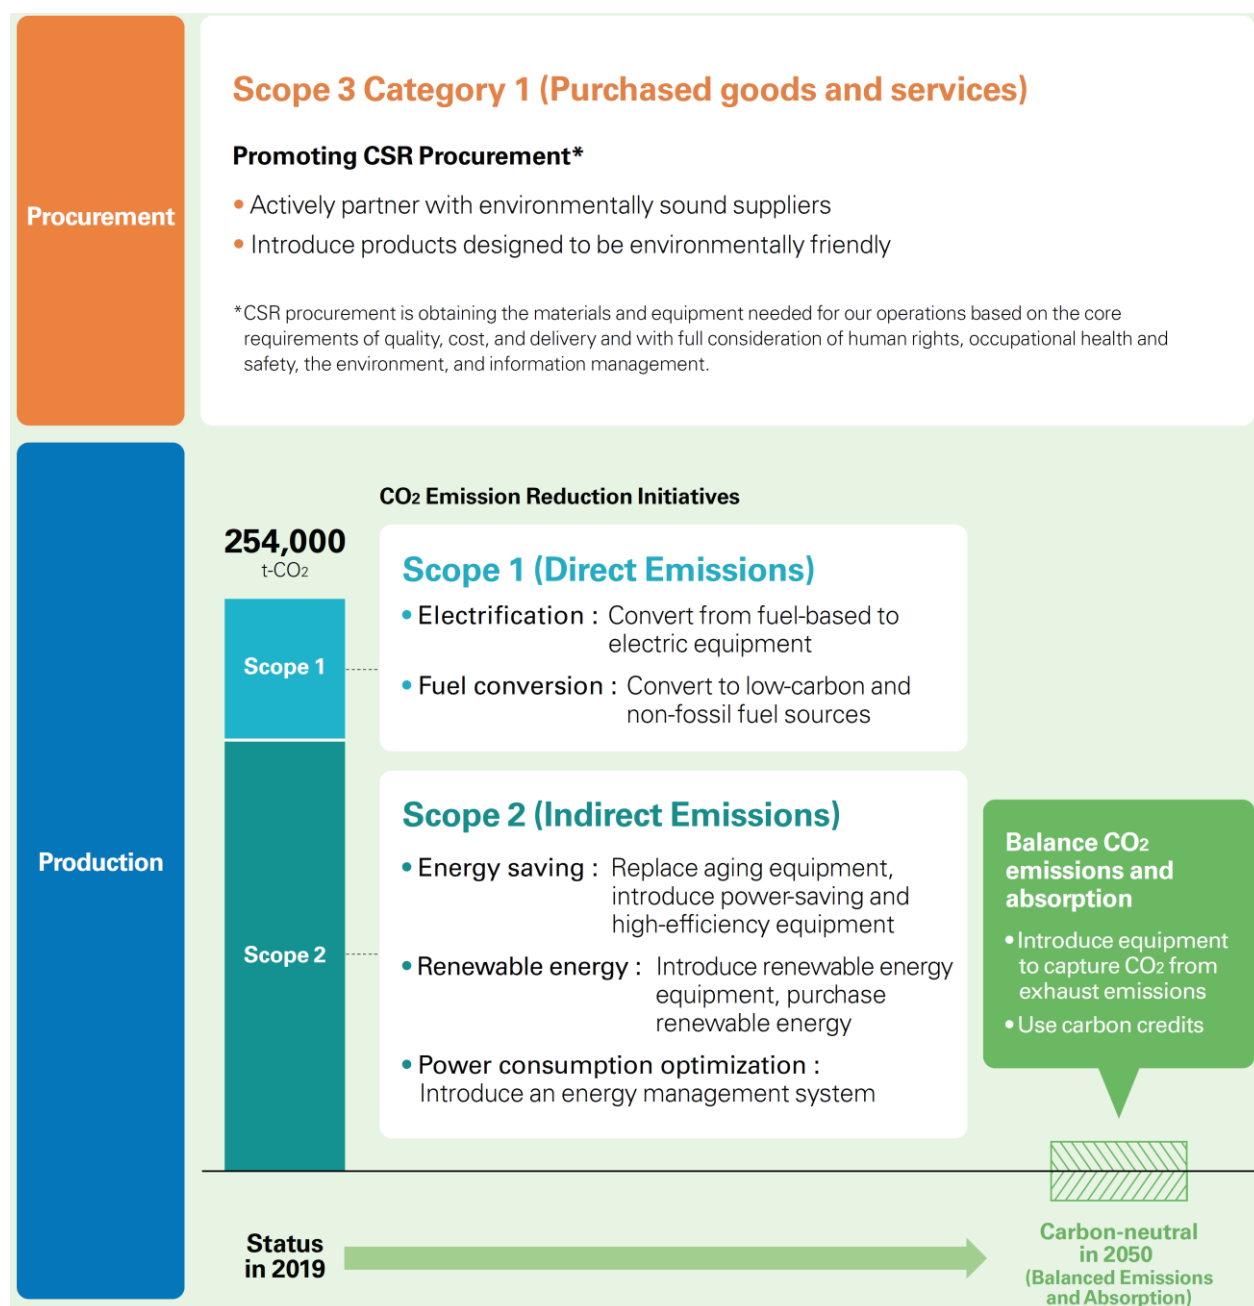 Procurement
Scope 3 Category 1 (Purchased goods and services)
Promoting CSR Procurement*
• Actively partner with environmentally sound suppliers
• Introduce products designed to be environmentally friendly
*CSR procurement is obtaining the materials and equipment needed for our operations based on the core
requirements of quality, cost, and delivery and with full consideration of human rights, occupational health and
safety, the environment, and information management.
Production
CO2 Emission Reduction Initiatives
254,000
t-CO2
Scope 1
Scope 2
Scope 1 (Direct Emissions)
• Electrification : Convert from fuel-based to
electric equipment
• Fuel conversion : Convert to low-carbon and
non-fossil fuel sources
Scope 2 (Indirect Emissions)
• Energy saving : Replace aging equipment,
introduce power-saving and
high-efficiency equipment
• Renewable energy : Introduce renewable energy
equipment, purchase
renewable energy
• Power consumption optimization :
Introduce an energy management system
Balance CO2
emissions and
absorption
• Introduce equipment
to capture CO2 from
exhaust emissions
• Use carbon credits
Status
in 2019
Carbon-neutral
in 2050
(Balanced Emissions
and Absorption)